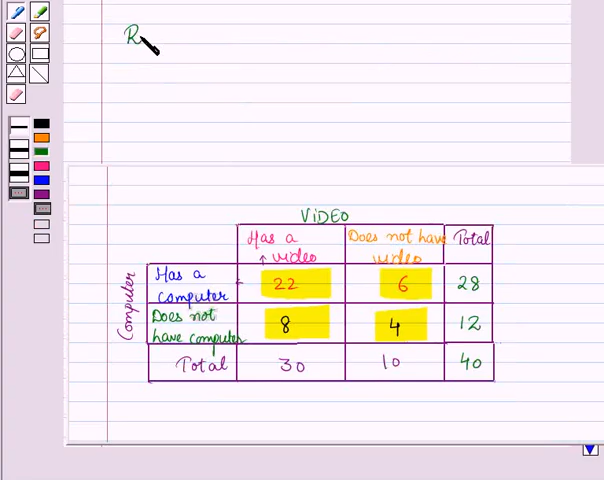 R
ViDEO
Has a video
Does not have video
Total
Computer
Has a computer
22
6
28
Does not have computer
8
4
12
Total
30
10
40